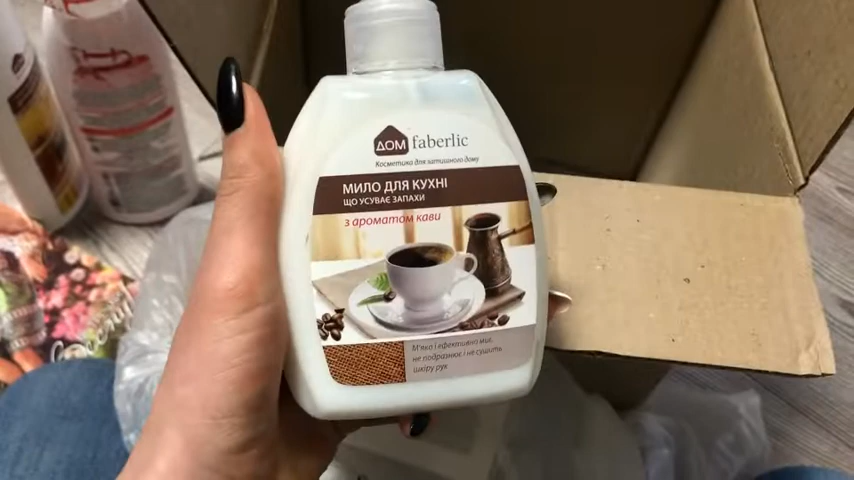 ДОМ faberlic
Косметика для затишного дому
МИЛО ДЛЯ КУХНІ
ЩО УСУВАЄ ЗАПАХИ
з ароматом кави
М'яко і ефективно миє,
не подразнює і не сушить
шкіру рук